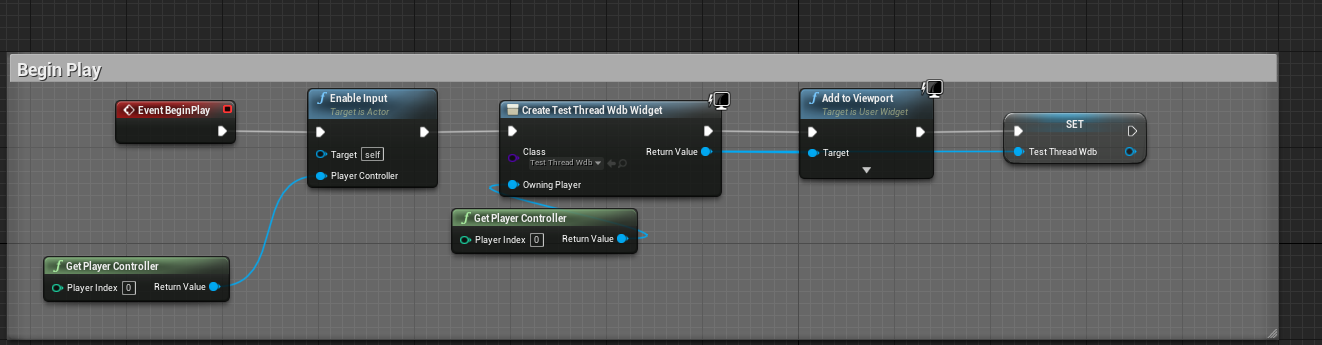 Begin Play
Event BeginPlay
Enable Input
Target is Actor
Target self
Player Controller
Create Test Thread Wdb Widget
Class
Test Thread Wdb
Return Value
Owning Player
Add to Viewport
Target is User Widget
Target
SET
Test Thread Wdb
Get Player Controller
Player Index 0 Return Value
Get Player Controller
Player Index 0 Return Value